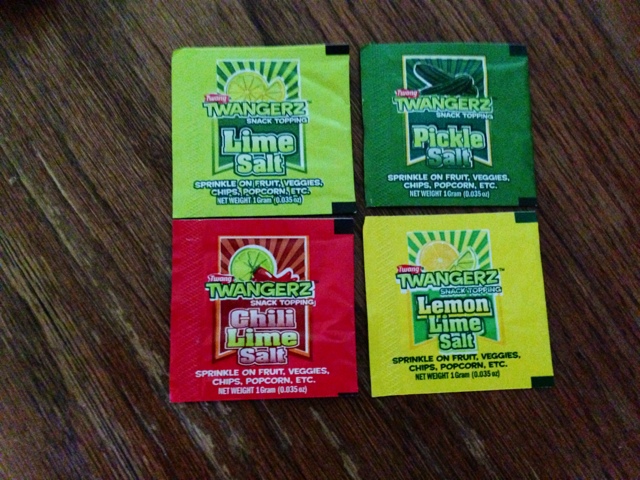 Twang
TWANGERZ
SNACK TOPPING
Lime
Salt
SPRINKLE ON FRUIT, VEGGIES,
CHIPS, POPCORN, ETC.
NET WEIGHT 1 Gram (0.035 oz)
Twang
TWANGERZ
SNACK TOPPING
Pickle
Salt
SPRINKLE ON FRUIT, VEGGIES,
CHIPS, POPCORN, ETC.
NET WEIGHT 1 Gram (0.035 oz)
Twang
TWANGERZ
SNACK TOPPING
Chili
Lime
Salt
SPRINKLE ON FRUIT, VEGGIES,
CHIPS, POPCORN, ETC.
NET WEIGHT 1 Gram (0.035 oz)
Twang
TWANGERZ
SNACK TOPPING
Lemon
Lime
Salt
SPRINKLE ON FRUIT, VEGGIES,
CHIPS, POPCORN, ETC.
NET WEIGHT 1 Gram (0.035 oz)